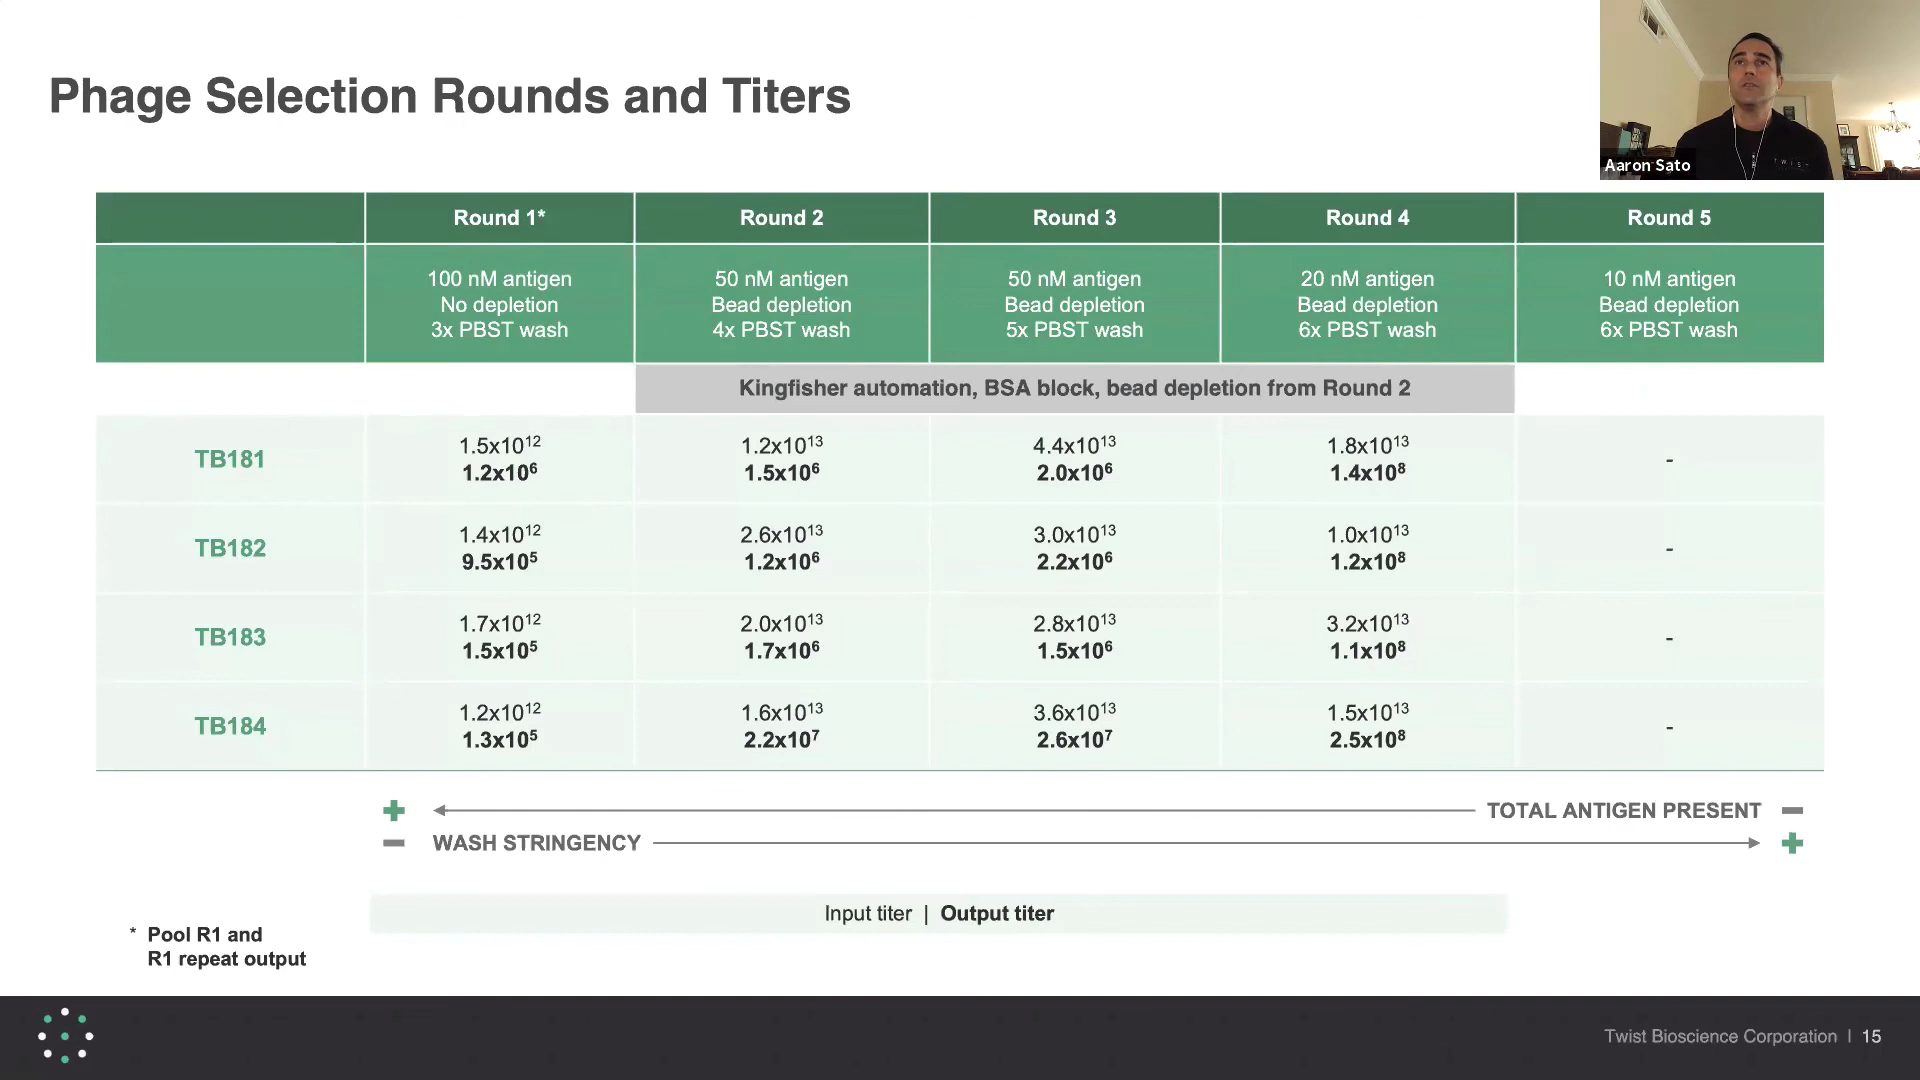 Phage Selection Rounds and Titers
Aaron Sato
TWIST
Round 1* Round 2 Round 3 Round 4 Round 5
100 nM antigen 50 nM antigen 50 nM antigen 20 nM antigen 10 nM antigen
No depletion Bead depletion Bead depletion Bead depletion Bead depletion
3x PBST wash 4x PBST wash 5x PBST wash 6x PBST wash 6x PBST wash
Kingfisher automation, BSA block, bead depletion from Round 2
TB181
1.5x10¹² 1.2x10¹³ 4.4x10¹³ 1.8x10¹³ -
1.2x10⁶ 1.5x10⁶ 2.0x10⁶ 1.4x10⁸
TB182
1.4x10¹² 2.6x10¹³ 3.0x10¹³ 1.0x10¹³ -
9.5x10⁵ 1.2x10⁶ 2.2x10⁶ 1.2x10⁸
TB183
1.7x10¹² 2.0x10¹³ 2.8x10¹³ 3.2x10¹³ -
1.5x10⁵ 1.7x10⁶ 1.5x10⁶ 1.1x10⁸
TB184
1.2x10¹² 1.6x10¹³ 3.6x10¹³ 1.5x10¹³ -
1.3x10⁵ 2.2x10⁷ 2.6x10⁷ 2.5x10⁸
+ TOTAL ANTIGEN PRESENT −
− WASH STRINGENCY +
Input titer | Output titer
* Pool R1 and
R1 repeat output
Twist Bioscience Corporation | 15